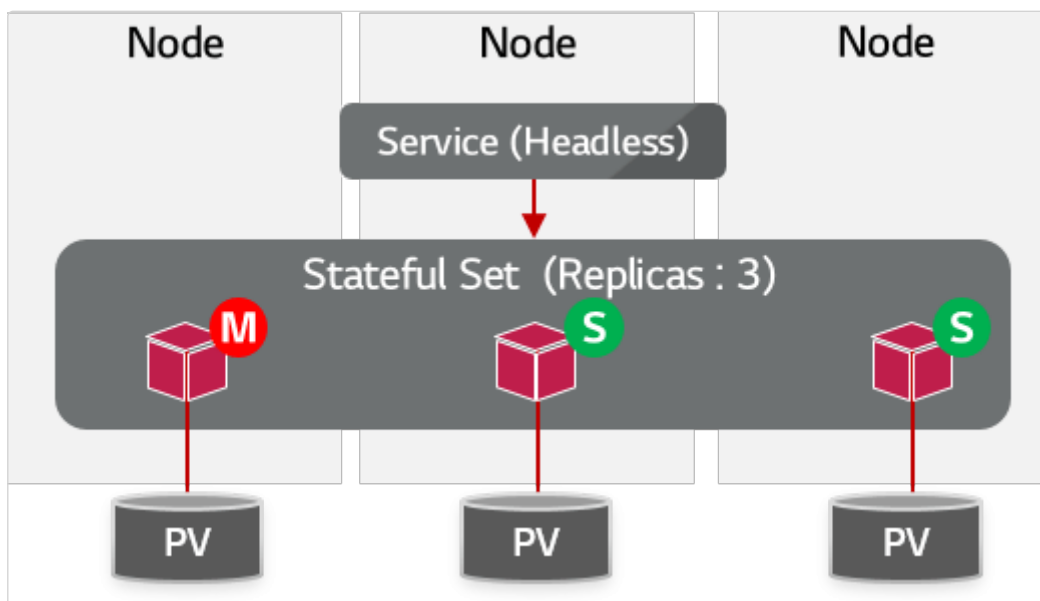 Node
Node
Node
Service (Headless)
Stateful Set (Replicas : 3)
M
S
S
PV
PV
PV